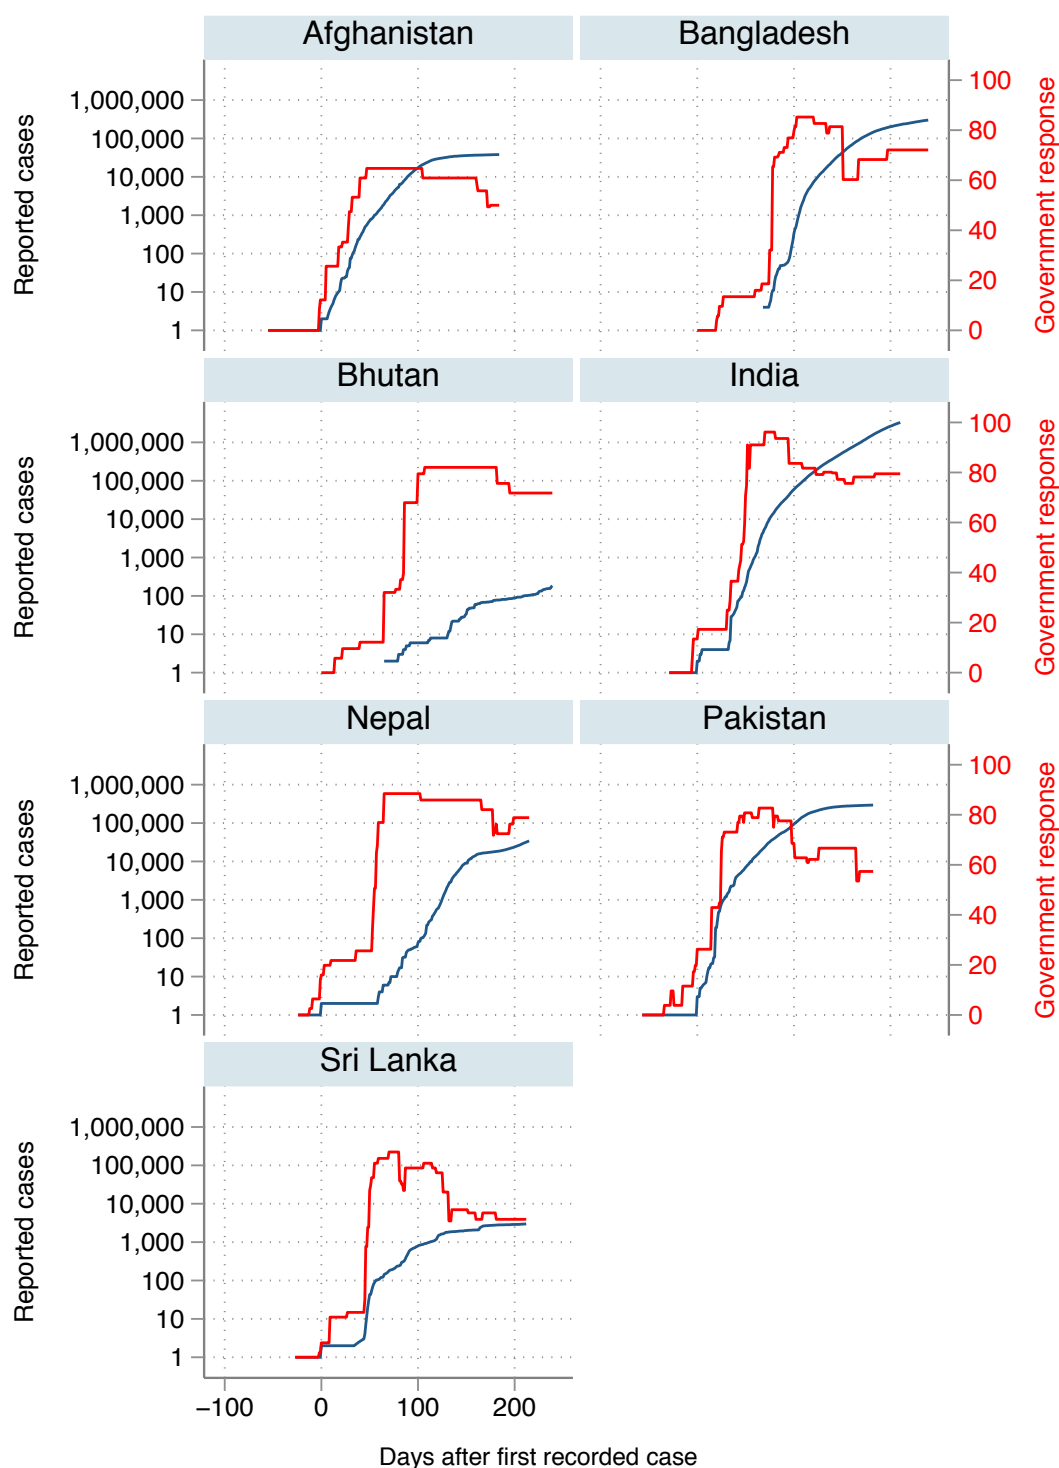 Afghanistan
Bangladesh
Reported cases
1,000,000
100,000
10,000
1,000
100
10
1
100
80
60
40
20
0
Government response
Bhutan
India
Reported cases
1,000,000
100,000
10,000
1,000
100
10
1
100
80
60
40
20
0
Government response
Nepal
Pakistan
Reported cases
1,000,000
100,000
10,000
1,000
100
10
1
100
80
60
40
20
0
Government response
Sri Lanka
Reported cases
1,000,000
100,000
10,000
1,000
100
10
1
−100 0 100 200
Days after first recorded case